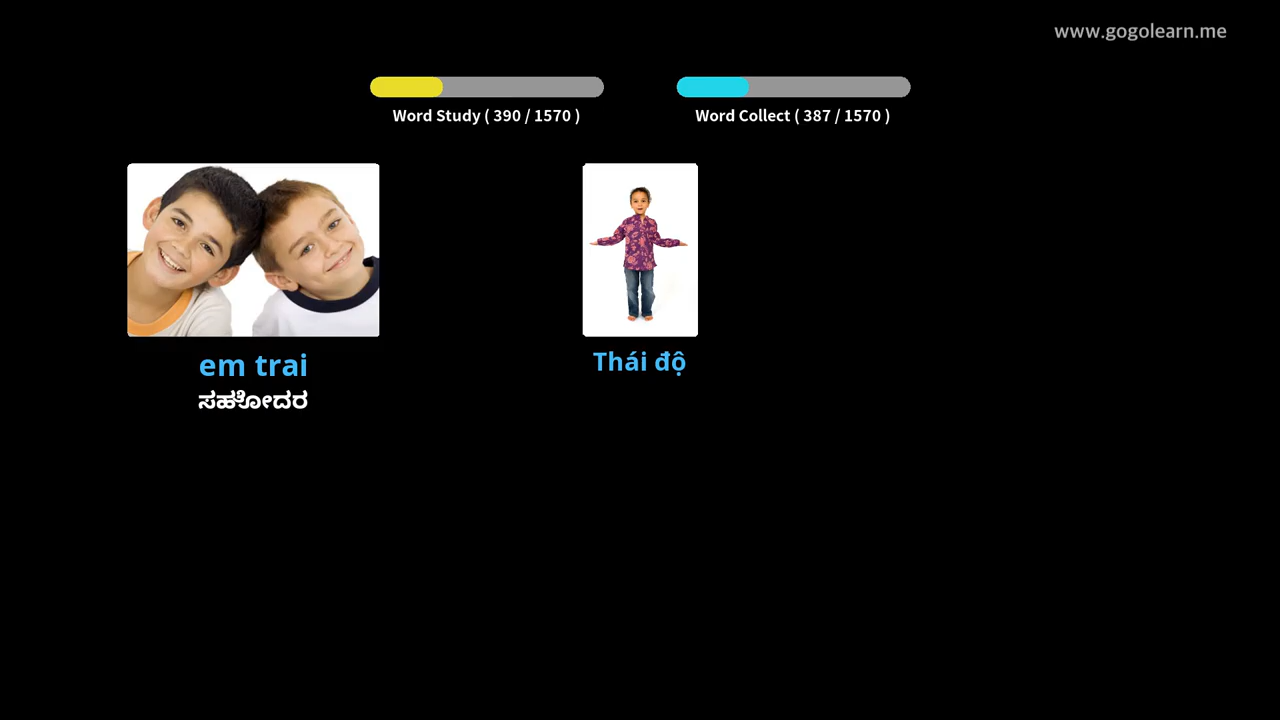 www.gogolearn.me
Word Study ( 390 / 1570 )
Word Collect ( 387 / 1570 )
em trai
ಸಹೋದರ
Thái độ